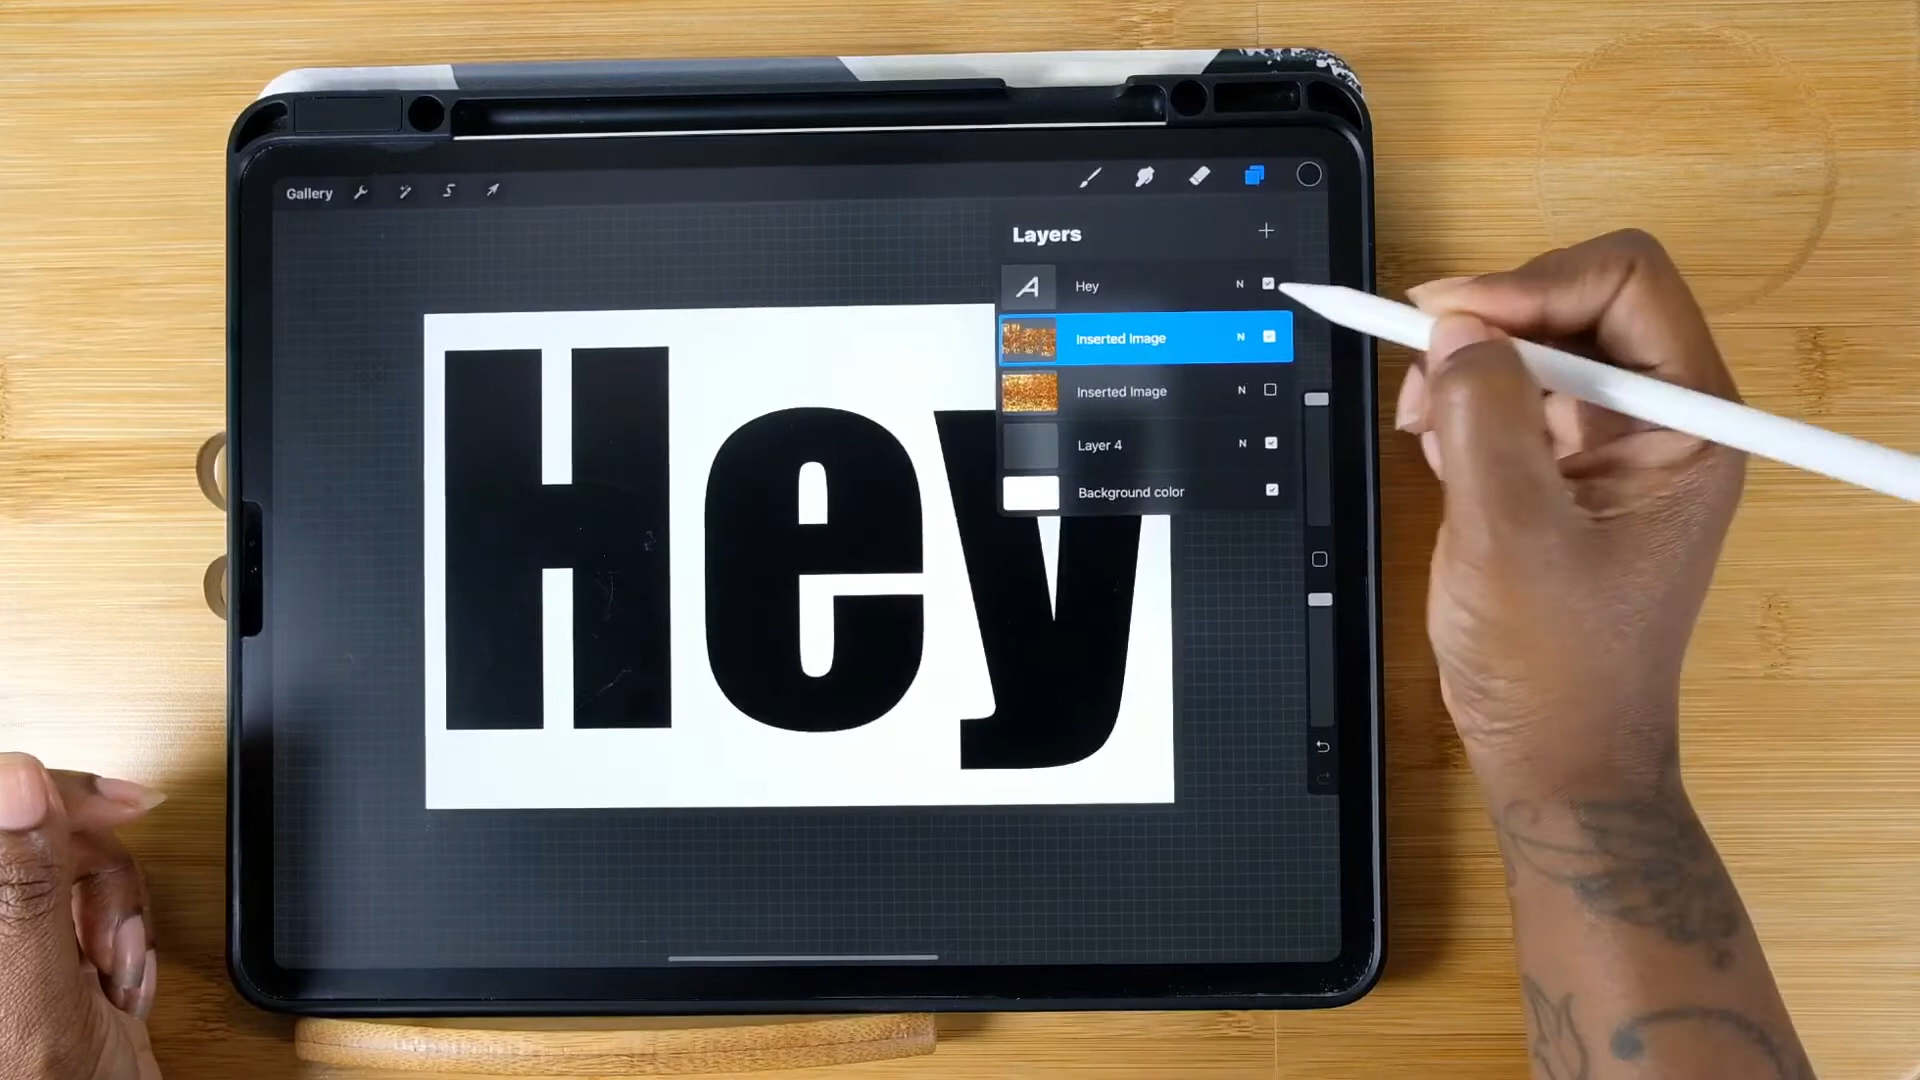 Gallery
Layers
Hey N
Inserted Image N
Inserted Image N
Layer 4 N
Background color
Hey